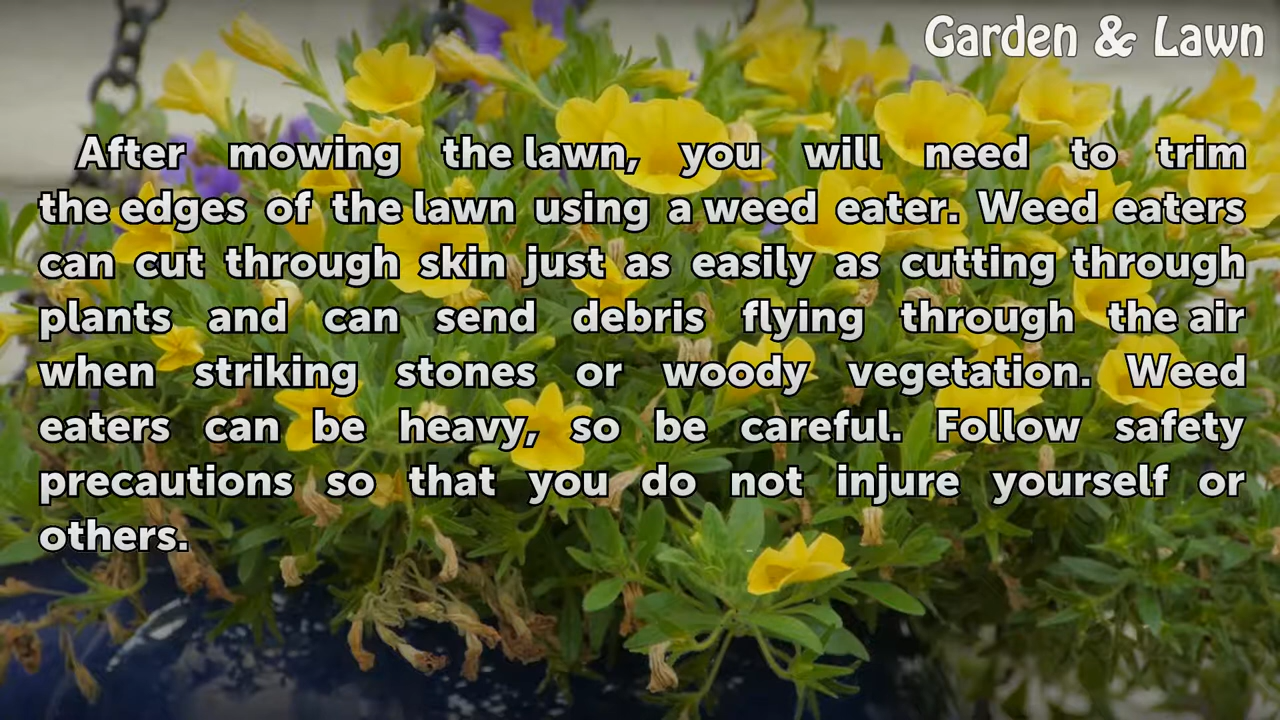 Garden & Lawn
After mowing the lawn, you will need to trim
the edges of the lawn using a weed eater. Weed eaters
can cut through skin just as easily as cutting through
plants and can send debris flying through the air
when striking stones or woody vegetation. Weed
eaters can be heavy, so be careful. Follow safety
precautions so that you do not injure yourself or
others.